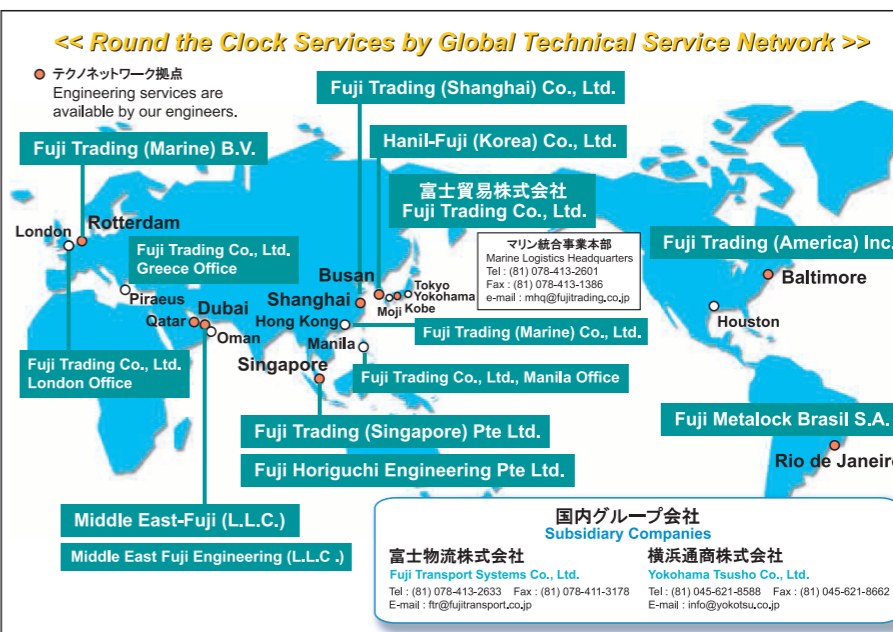 << Round the Clock Services by Global Technical Service Network >>
テクノネットワーク拠点
Engineering services are
available by our engineers.
Fuji Trading (Shanghai) Co., Ltd.
Fuji Trading (Marine) B.V.
Hanil-Fuji (Korea) Co., Ltd.
富士貿易株式会社
Fuji Trading Co., Ltd.
London
Rotterdam
マリン統合事業本部
Marine Logistics Headquarters
Tel : (81) 078-413-2601
Fax : (81) 078-413-1386
e-mail : mhq@fujitrading.co.jp
Fuji Trading (America) Inc.
Fuji Trading Co., Ltd.
Greece Office
Baltimore
Busan
Tokyo
Yokohama
Kobe
Moji
Piraeus
Shanghai
Houston
Dubai
Qatar
Oman
Hong Kong
Fuji Trading (Marine) Co., Ltd.
Manila
Fuji Trading Co., Ltd.
London Office
Singapore
Fuji Trading Co., Ltd., Manila Office
Fuji Trading (Singapore) Pte Ltd.
Fuji Metalock Brasil S.A.
Fuji Horiguchi Engineering Pte Ltd.
Rio de Janeiro
Middle East-Fuji (L.L.C.)
Middle East Fuji Engineering (L.L.C .)
国内グループ会社
Subsidiary Companies
富士物流株式会社
Fuji Transport Systems Co., Ltd.
Tel : (81) 078-413-2633 Fax : (81) 078-411-3178
E-mail : ftr@fujitransport.co.jp
横浜通商株式会社
Yokohama Tsusho Co., Ltd.
Tel : (81) 045-621-8588 Fax : (81) 045-621-8662
E-mail : info@yokotsu.co.jp